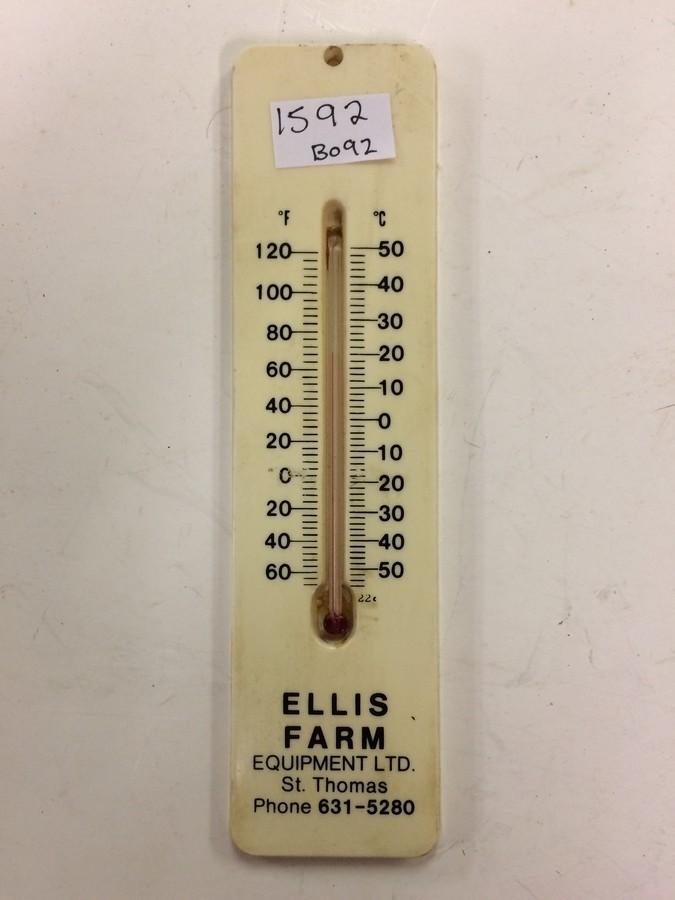 1592
B092
°F °C
120 50
100 40
80 30
60 20
40 10
20 0
0 10
20 20
40 30
60 40
50
ELLIS
FARM
EQUIPMENT LTD.
St. Thomas
Phone 631-5280